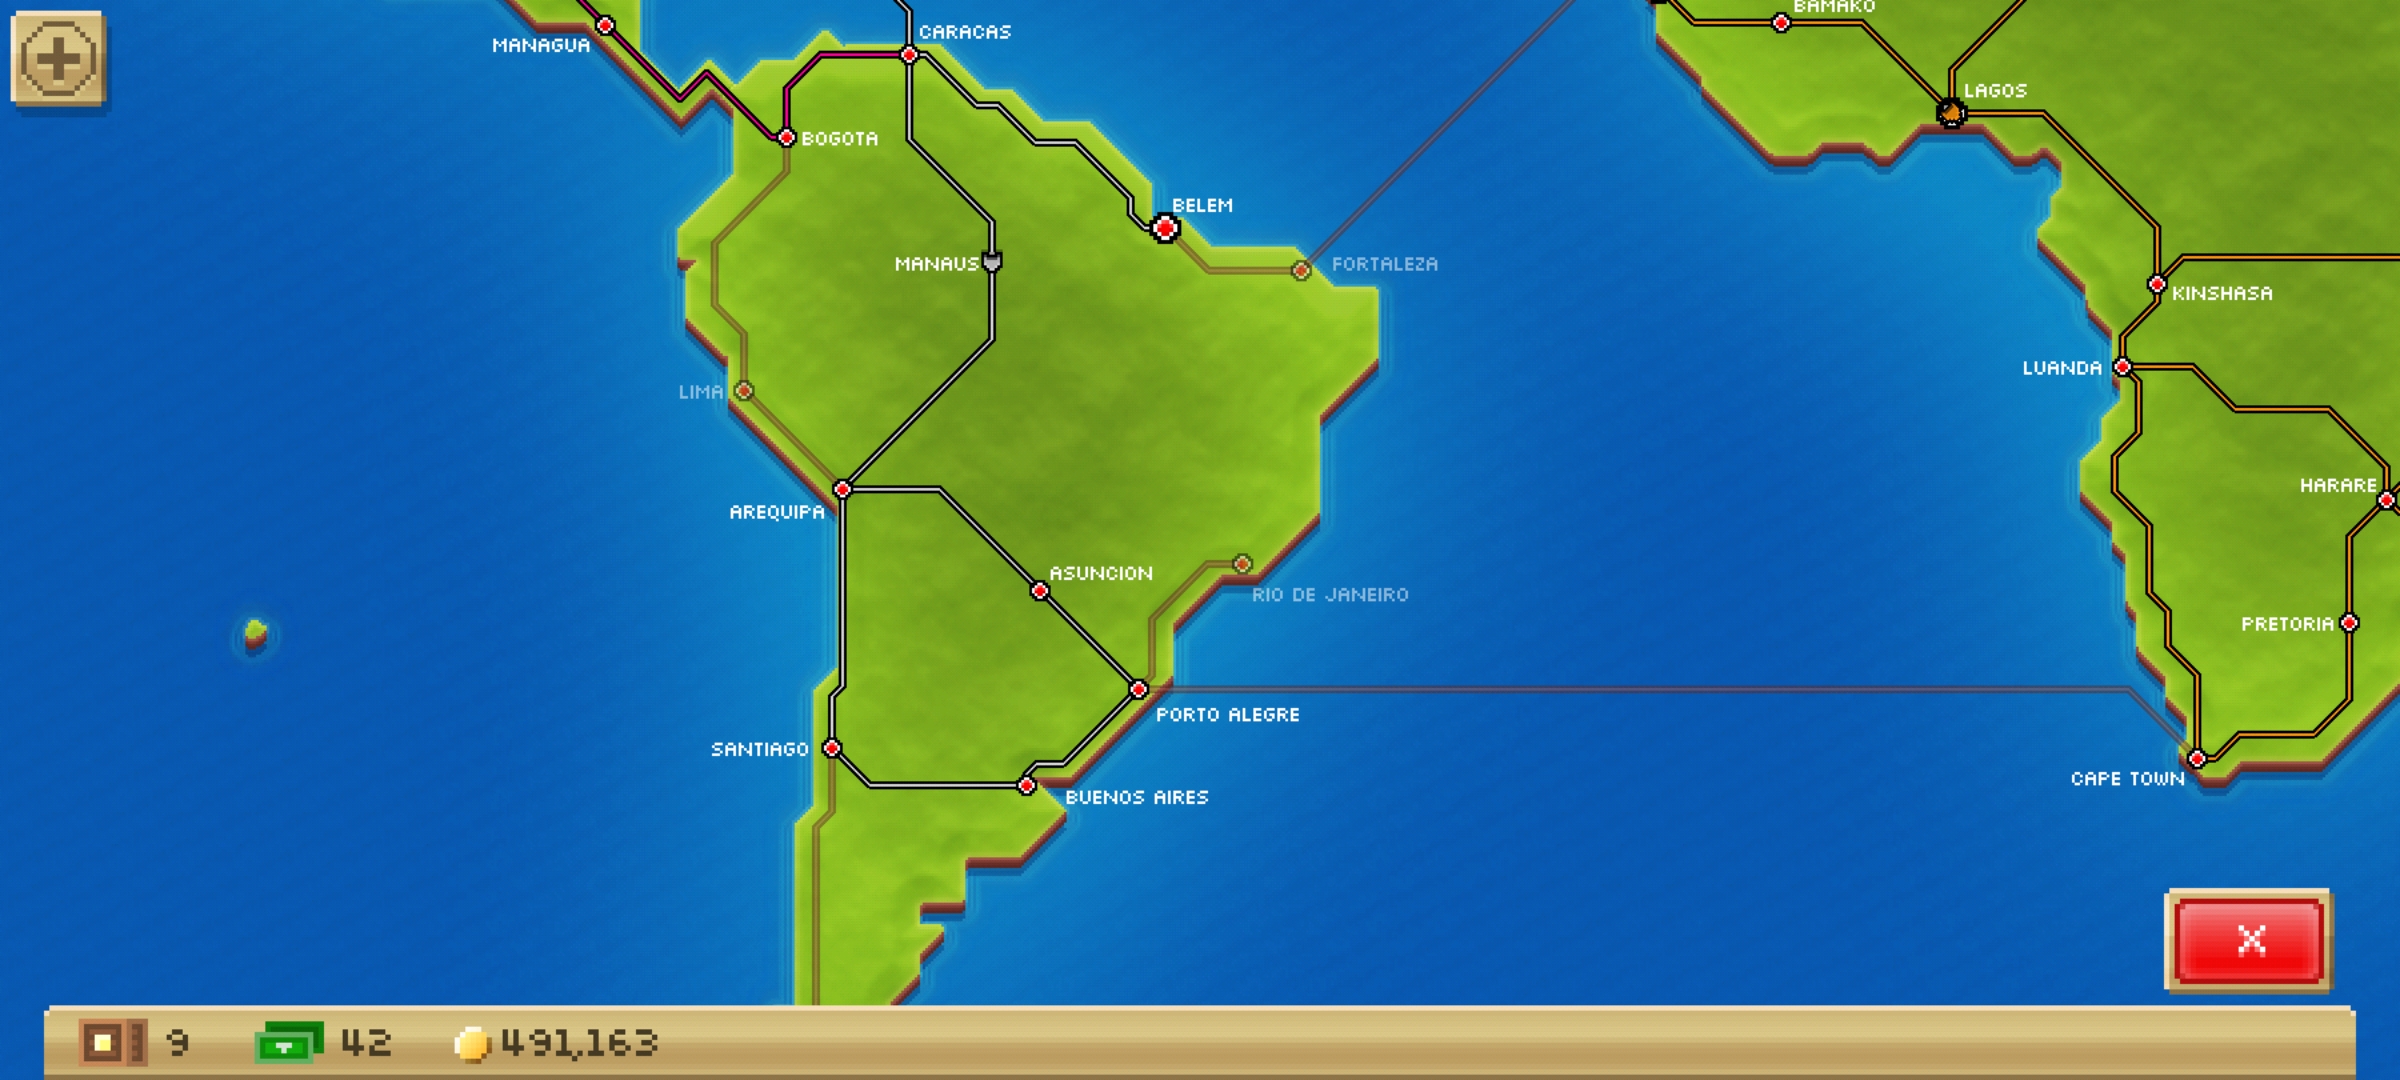 BAMAKO
CARACAS
MANAGUA
LAGOS
BOGOTA
BELEM
MANAUS
FORTALEZA
KINSHASA
LUANDA
LIMA
HARARE
AREQUIPA
ASUNCION
RIO DE JANEIRO
PRETORIA
PORTO ALEGRE
SANTIAGO
CAPE TOWN
BUENOS AIRES
X
9 42 491,163